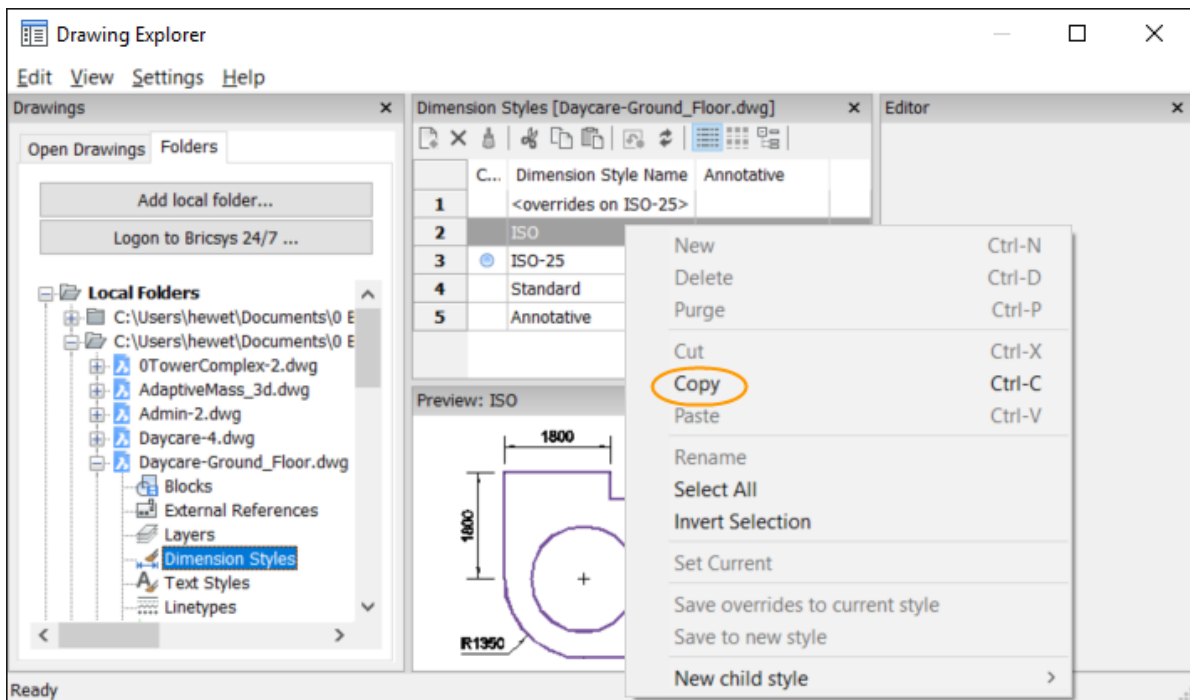 Drawing Explorer
Edit View Settings Help
Drawings
Open Drawings Folders
Add local folder...
Logon to Bricsys 24/7 ...
Local Folders
C:\Users\hewet\Documents\0 E
C:\Users\hewet\Documents\0 E
0TowerComplex-2.dwg
AdaptiveMass_3d.dwg
Admin-2.dwg
Daycare-4.dwg
Daycare-Ground_Floor.dwg
Blocks
External References
Layers
Dimension Styles
Text Styles
Linetypes
Dimension Styles [Daycare-Ground_Floor.dwg]
C... Dimension Style Name Annotative
1 <overrides on ISO-25>
2 ISO
3 ISO-25
4 Standard
5 Annotative
Preview: ISO
1800
1800
R1350
Editor
New Ctrl-N
Delete Ctrl-D
Purge Ctrl-P
Cut Ctrl-X
Copy Ctrl-C
Paste Ctrl-V
Rename
Select All
Invert Selection
Set Current
Save overrides to current style
Save to new style
New child style
Ready